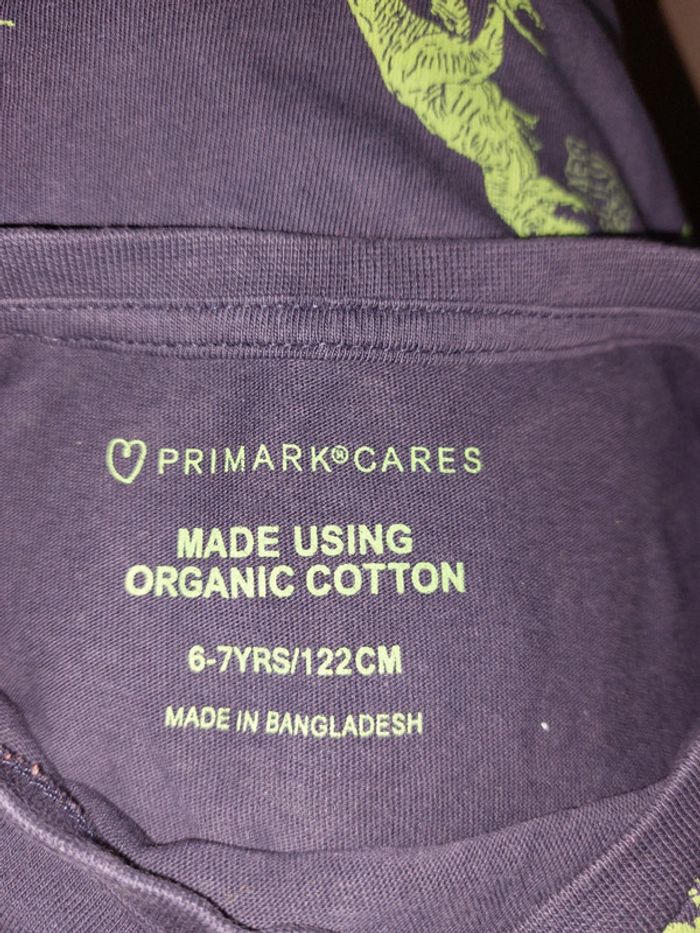 PRIMARK®CARES
MADE USING
ORGANIC COTTON
6-7YRS/122CM
MADE IN BANGLADESH